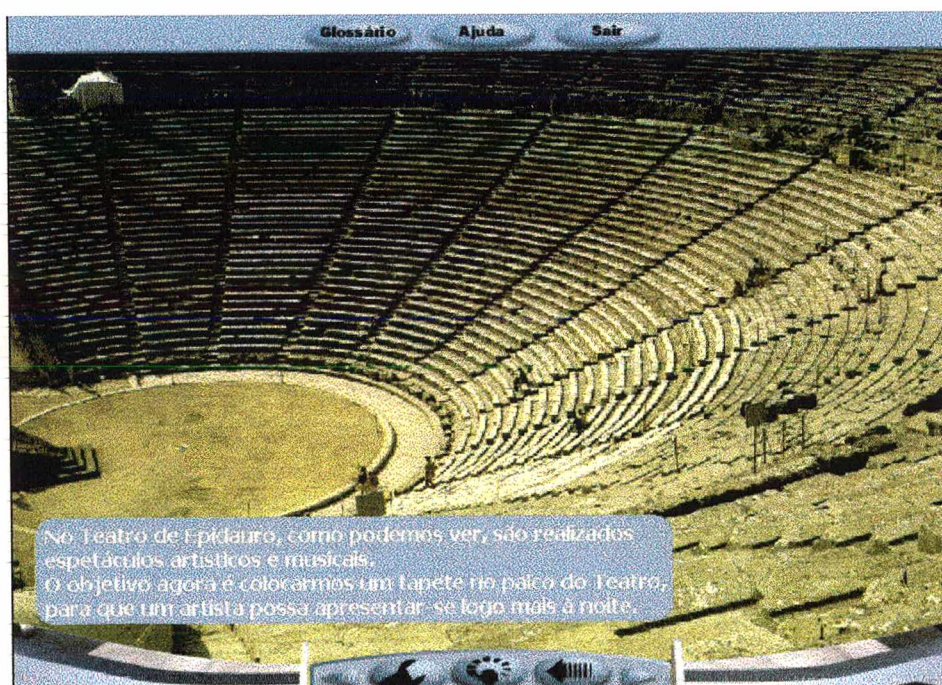 Glossário Ajuda Sair
No Teatro de Epidauro, como podemos ver, são realizados
espetáculos artísticos e musicais.
O objetivo agora é colocarmos um tapete no palco do Teatro,
para que um artista possa apresentar-se logo mais à noite.